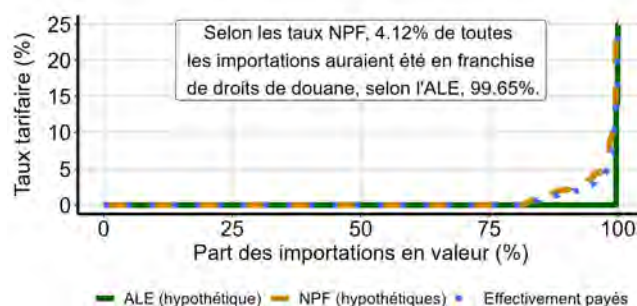 Selon les taux NPF, 4.12% de toutes
les importations auraient été en franchise
de droits de douane, selon l'ALE, 99.65%.
Taux tarifaire (%)
25
20
15
10
5
0
0 25 50 75 100
Part des importations en valeur (%)
ALE (hypothétique) NPF (hypothétiques) Effectivement payés